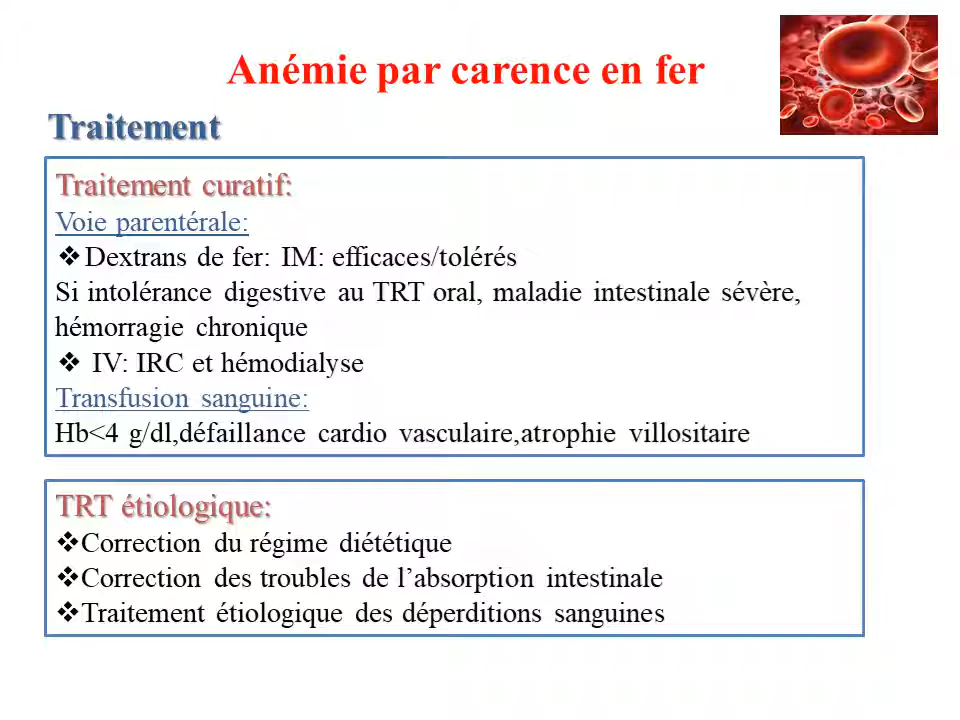 Anémie par carence en fer
Traitement
Traitement curatif:
Voie parentérale:
❖Dextrans de fer: IM: efficaces/tolérés
Si intolérance digestive au TRT oral, maladie intestinale sévère,
hémorragie chronique
❖ IV: IRC et hémodialyse
Transfusion sanguine:
Hb<4 g/dl,défaillance cardio vasculaire,atrophie villositaire
TRT étiologique:
❖Correction du régime diététique
❖Correction des troubles de l’absorption intestinale
❖Traitement étiologique des déperditions sanguines